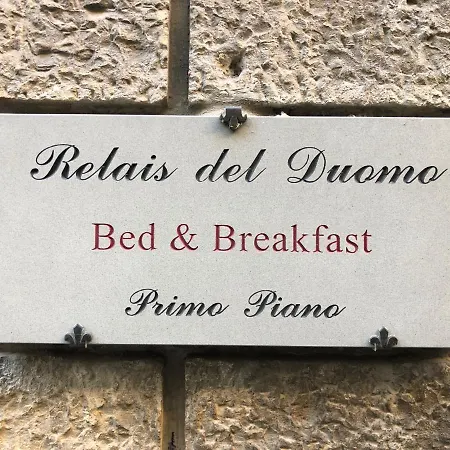 Relais del Duomo
Bed & Breakfast
Primo Piano